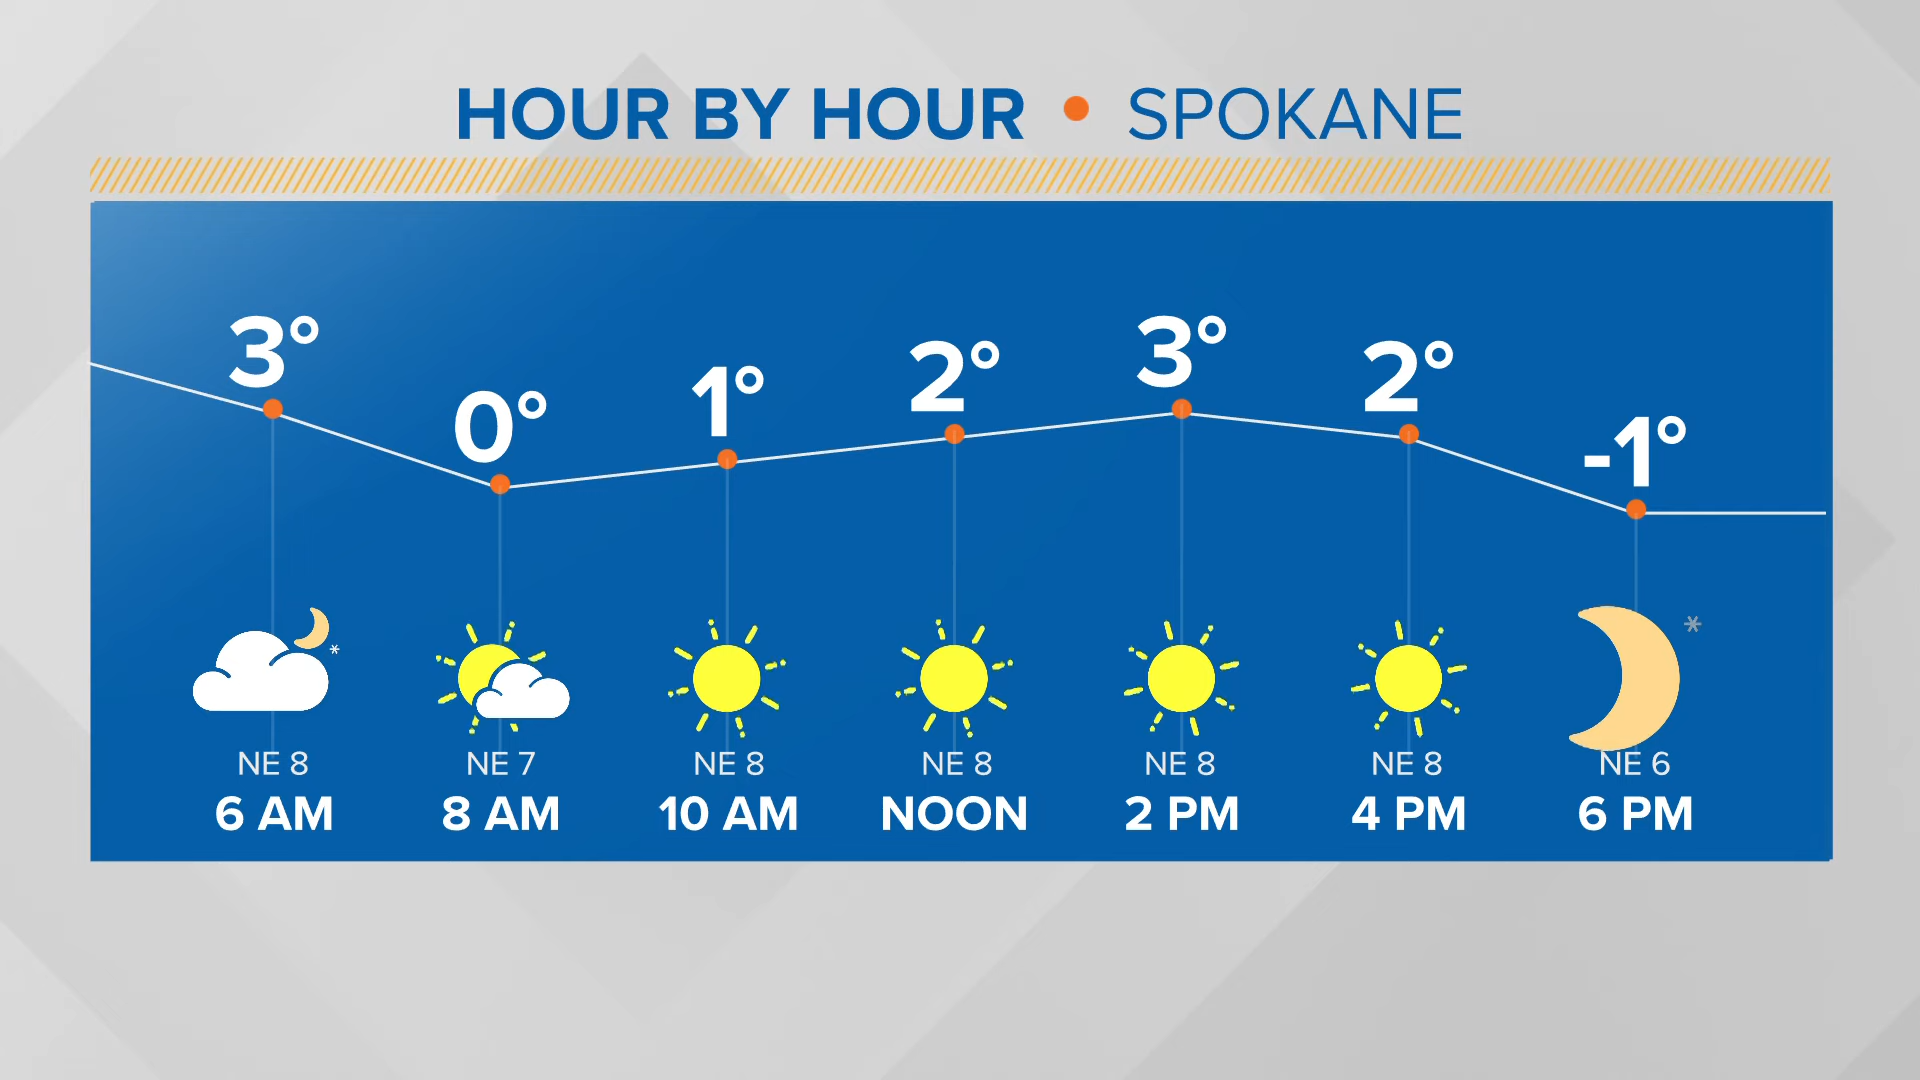 HOUR BY HOUR • SPOKANE
3° 0° 1° 2° 3° 2° -1°
NE 8 NE 7 NE 8 NE 8 NE 8 NE 8 NE 6
6 AM 8 AM 10 AM NOON 2 PM 4 PM 6 PM